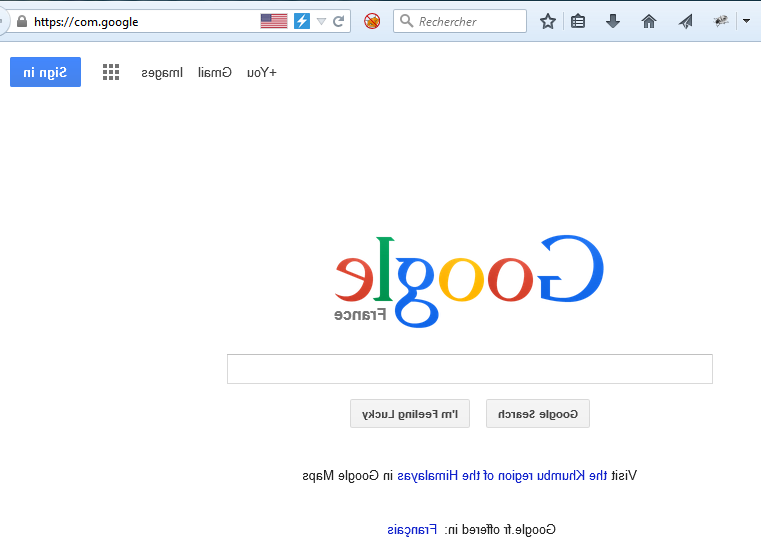 https://com.google Rechercher
Sign in Images Gmail +You
Google
France
I'm Feeling Lucky Google Search
Visit the Khumbu region of the Himalayas in Google Maps
Google.fr offered in: Français